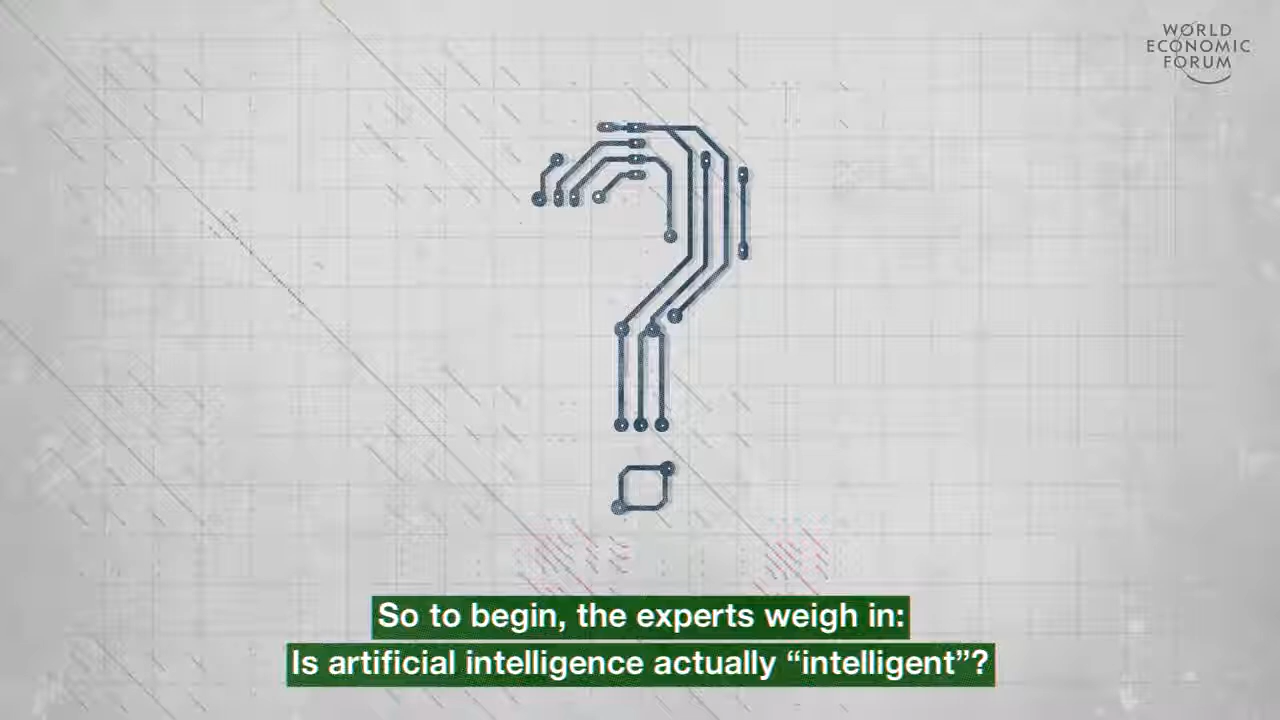 WORLD
ECONOMIC
FORUM
So to begin, the experts weigh in:
Is artificial intelligence actually “intelligent”?